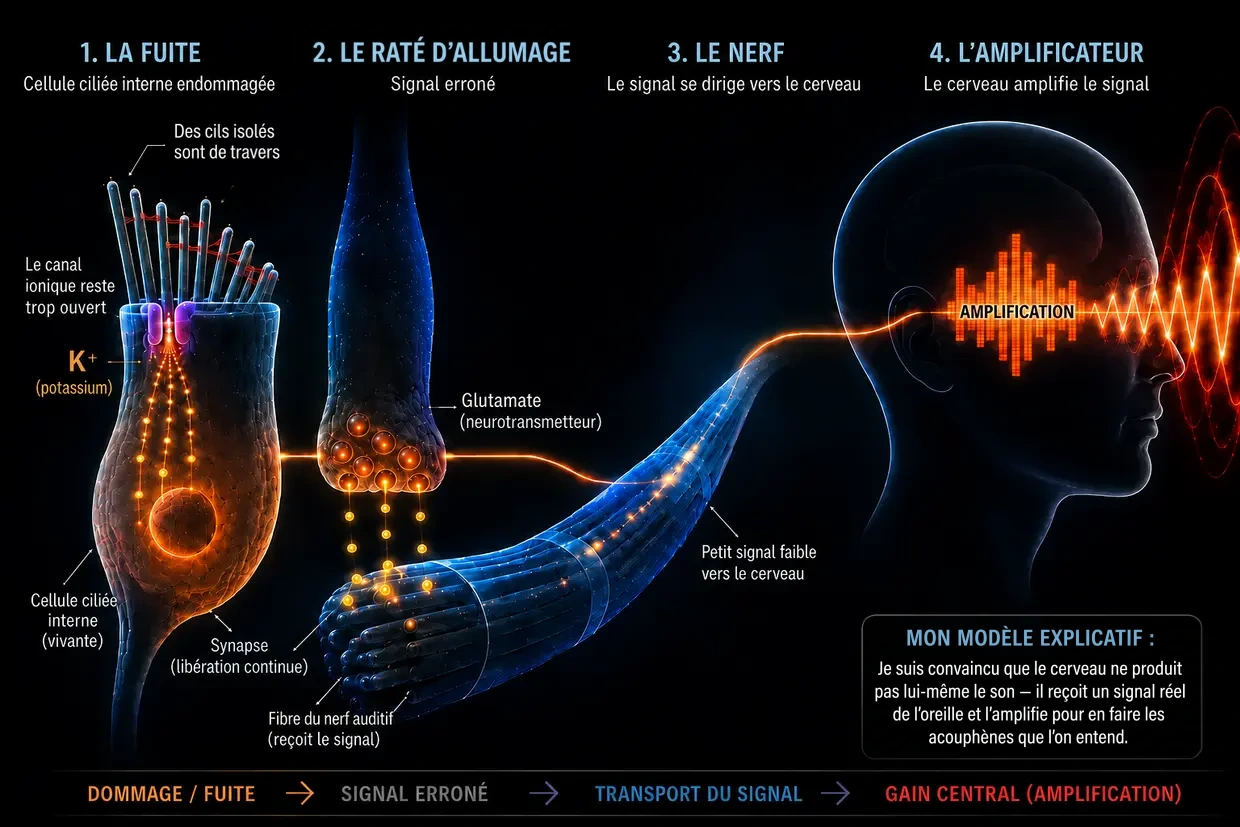 1. LA FUITE
Cellule ciliée interne endommagée
2. LE RATÉ D'ALLUMAGE
Signal erroné
3. LE NERF
Le signal se dirige vers le cerveau
4. L'AMPLIFICATEUR
Le cerveau amplifie le signal
Des cils isolés
sont de travers
Le canal
ionique reste
trop ouvert
K+
(potassium)
Cellule ciliée
interne
(vivante)
Synapse
(libération continue)
Glutamate
(neurotransmetteur)
Fibre du nerf auditif
(reçoit le signal)
Petit signal faible
vers le cerveau
AMPLIFICATION
MON MODÈLE EXPLICATIF :
Je suis convaincu que le cerveau ne produit
pas lui-même le son – il reçoit un signal réel
de l'oreille et l'amplifie pour en faire les
acouphènes que l'on entend.
DOMMAGE / FUITE → SIGNAL ERRONÉ → TRANSPORT DU SIGNAL → GAIN CENTRAL (AMPLIFICATION)